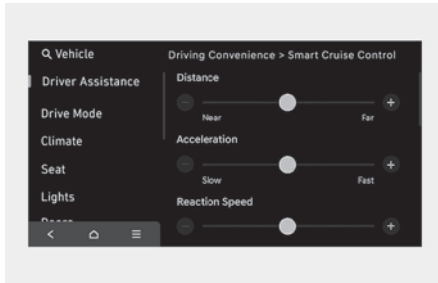 Vehicle
Driver Assistance
Drive Mode
Climate
Seat
Lights
Driving Convenience > Smart Cruise Control
Distance
Near Far
Acceleration
Slow Fast
Reaction Speed